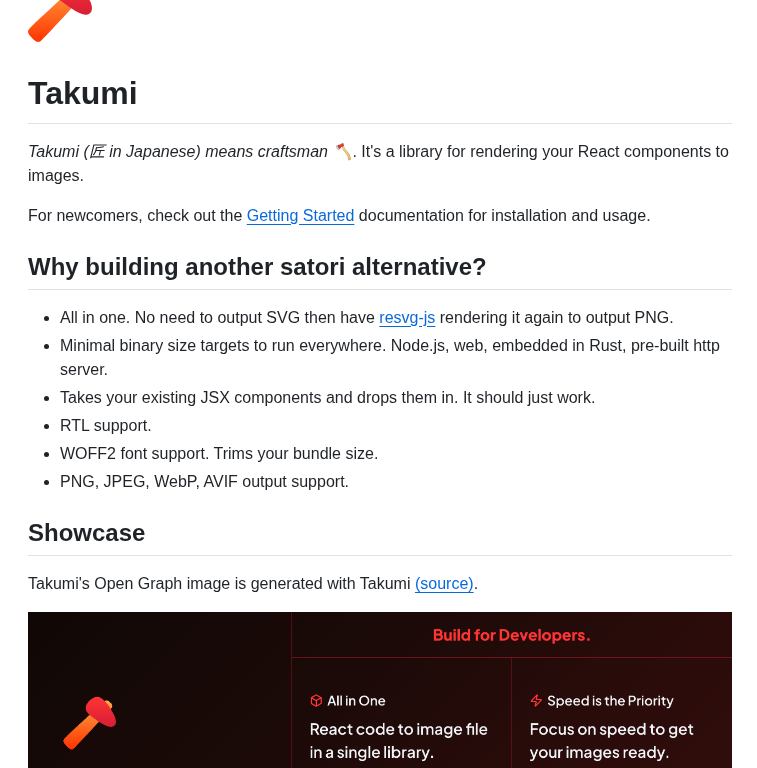 Takumi
Takumi (匠 in Japanese) means craftsman 🪓. It's a library for rendering your React components to
images.
For newcomers, check out the Getting Started documentation for installation and usage.
Why building another satori alternative?
All in one. No need to output SVG then have resvg-js rendering it again to output PNG.
Minimal binary size targets to run everywhere. Node.js, web, embedded in Rust, pre-built http
server.
Takes your existing JSX components and drops them in. It should just work.
RTL support.
WOFF2 font support. Trims your bundle size.
PNG, JPEG, WebP, AVIF output support.
Showcase
Takumi's Open Graph image is generated with Takumi (source).
Build for Developers.
All in One
React code to image file
in a single library.
Speed is the Priority
Focus on speed to get
your images ready.